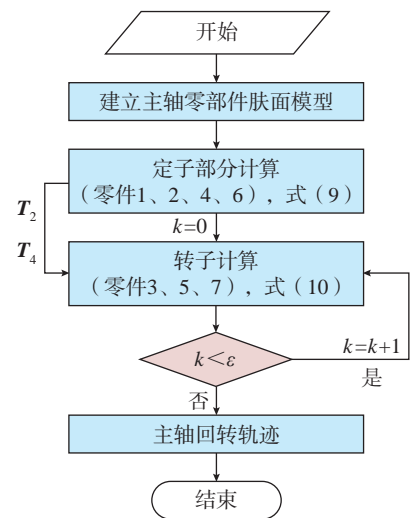 开始
建立主轴零部件肤面模型
定子部分计算
（零件1、2、4、6），式（9）
T2
k=0
T4
转子计算
（零件3、5、7），式（10）
k<ε
k=k+1
是
否
主轴回转轨迹
结束